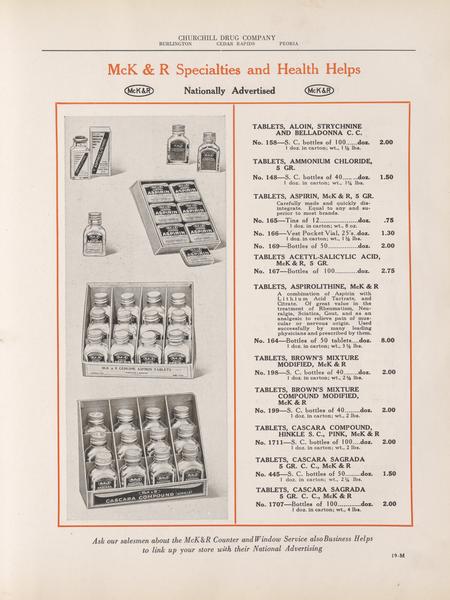 CHURCHILL DRUG COMPANY
BURLINGTON CEDAR RAPIDS PEORIA
McK & R Specialties and Health Helps
McK&R Nationally Advertised McK&R
TABLETS, ALOIN, STRYCHNINE
AND BELLADONNA C. C.
No. 158—S. C. bottles of 100......doz. 2.00
1 doz. in carton; wt., 1¼ lbs.
TABLETS, AMMONIUM CHLORIDE,
5 GR.
No. 148—S. C. bottles of 40........doz. 1.50
1 doz. in carton; wt., 1¼ lbs.
TABLETS, ASPIRIN, McK & R, 5 GR.
Carefully made and quickly dis-
integrate. Equal to any and su-
perior to most brands.
No. 165—Tins of 12....................doz. .75
1 doz. in carton; wt., 8 oz.
No. 166—Vest Pocket Vial, 25's..doz. 1.30
1 doz. in carton; wt., 1¼ lbs.
No. 169—Bottles of 50................doz. 2.00
TABLETS ACETYL-SALICYLIC ACID,
McK & R, 5 GR.
No. 167—Bottles of 100..............doz. 2.75
TABLETS, ASPIROLITHINE, McK & R
A combination of Aspirin with
Lithium Acid Tartrate, and
Citrate. Of great value in the
treatment of Rheumatism, Neu-
ralgia, Sciatica, Gout, and as an
analgesic to relieve pain of mus-
cular or nervous origin. Used
successfully by many leading
physicians and prescribed by them.
No. 164—Bottles of 50 tablets....doz. 8.00
1 doz. in carton; wt., 3¼ lbs.
TABLETS, BROWN'S MIXTURE
MODIFIED, McK & R
No. 198—S. C. bottles of 40........doz. 2.00
1 doz. in carton; wt., 2¼ lbs.
TABLETS, BROWN'S MIXTURE
COMPOUND MODIFIED,
McK & R
No. 199—S. C. bottles of 40........doz. 2.00
1 doz. in carton; wt., 2 lbs.
TABLETS, CASCARA COMPOUND,
HINKLE S. C., PINK, McK & R
No. 1711—S. C. bottles of 100....doz. 2.00
1 doz. in carton; wt., 2 lbs.
TABLETS, CASCARA SAGRADA
5 GR. C. C., McK & R
No. 445—S. C. bottles of 50........doz. 1.50
1 doz. in carton; wt., 2¼ lbs.
TABLETS, CASCARA SAGRADA
5 GR. C. C., McK & R
No. 1707—Bottles of 100............doz. 2.00
1 doz. in carton; wt., 4 lbs.
ASPIRIN
McK & R GENUINE ASPIRIN TABLETS
McK & R
CASCARA COMPOUND (HINKLE)
Ask our salesmen about the McK&R Counter and Window Service also Business Helps
to link up your store with their National Advertising
19-M